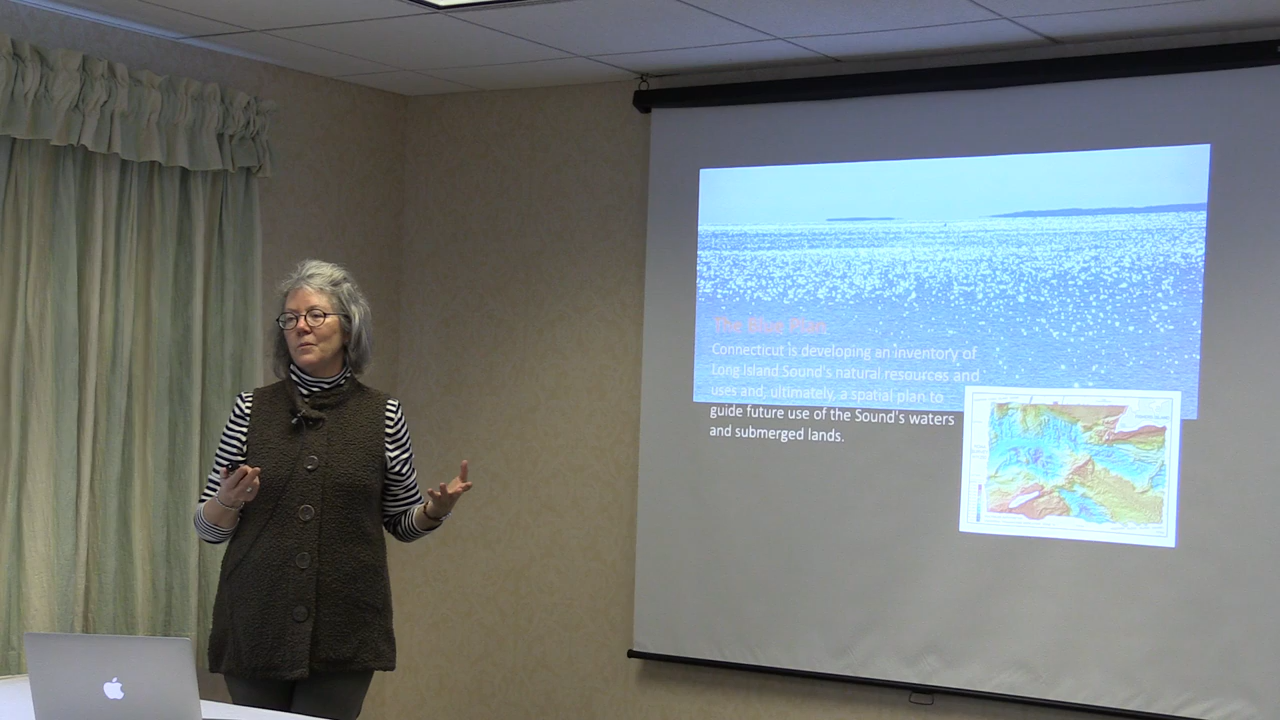 The Blue Plan
Connecticut is developing an inventory of
Long Island Sound's natural resources and
uses and, ultimately, a spatial plan to
guide future use of the Sound's waters
and submerged lands.